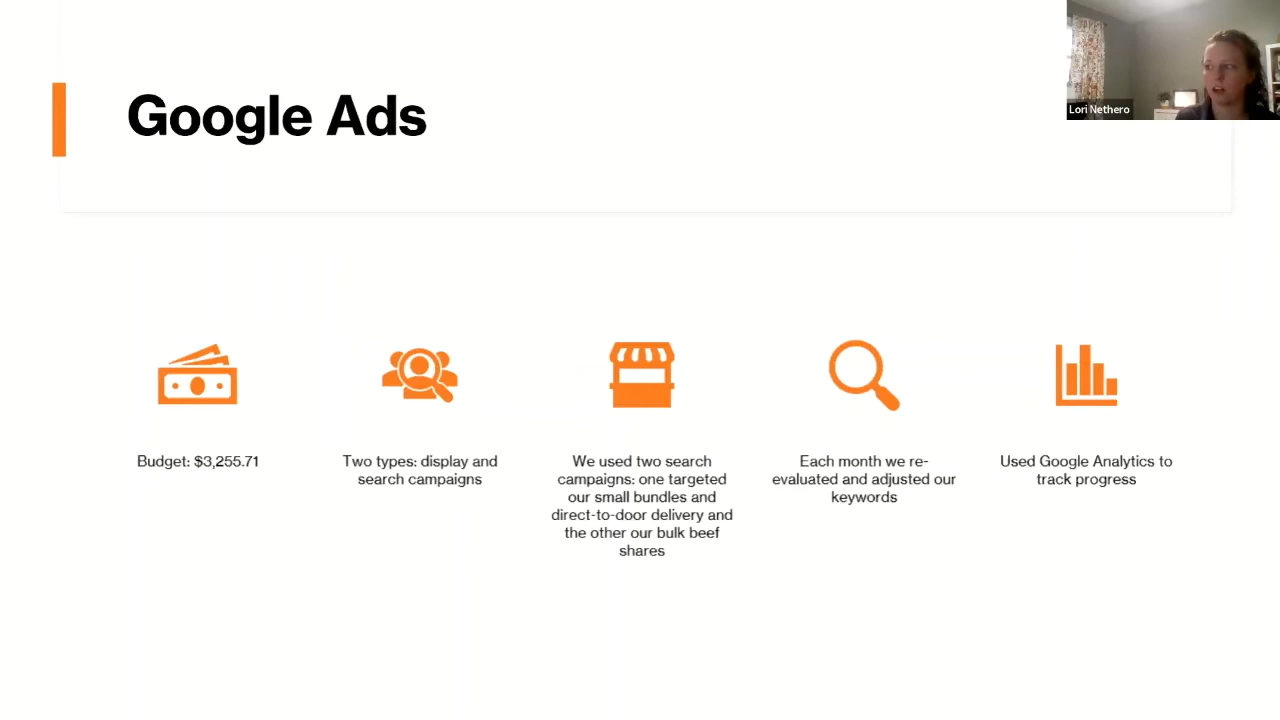 Google Ads
Lori Nethero
Budget: $3,255.71
Two types: display and
search campaigns
We used two search
campaigns: one targeted
our small bundles and
direct-to-door delivery and
the other our bulk beef
shares
Each month we re-
evaluated and adjusted our
keywords
Used Google Analytics to
track progress